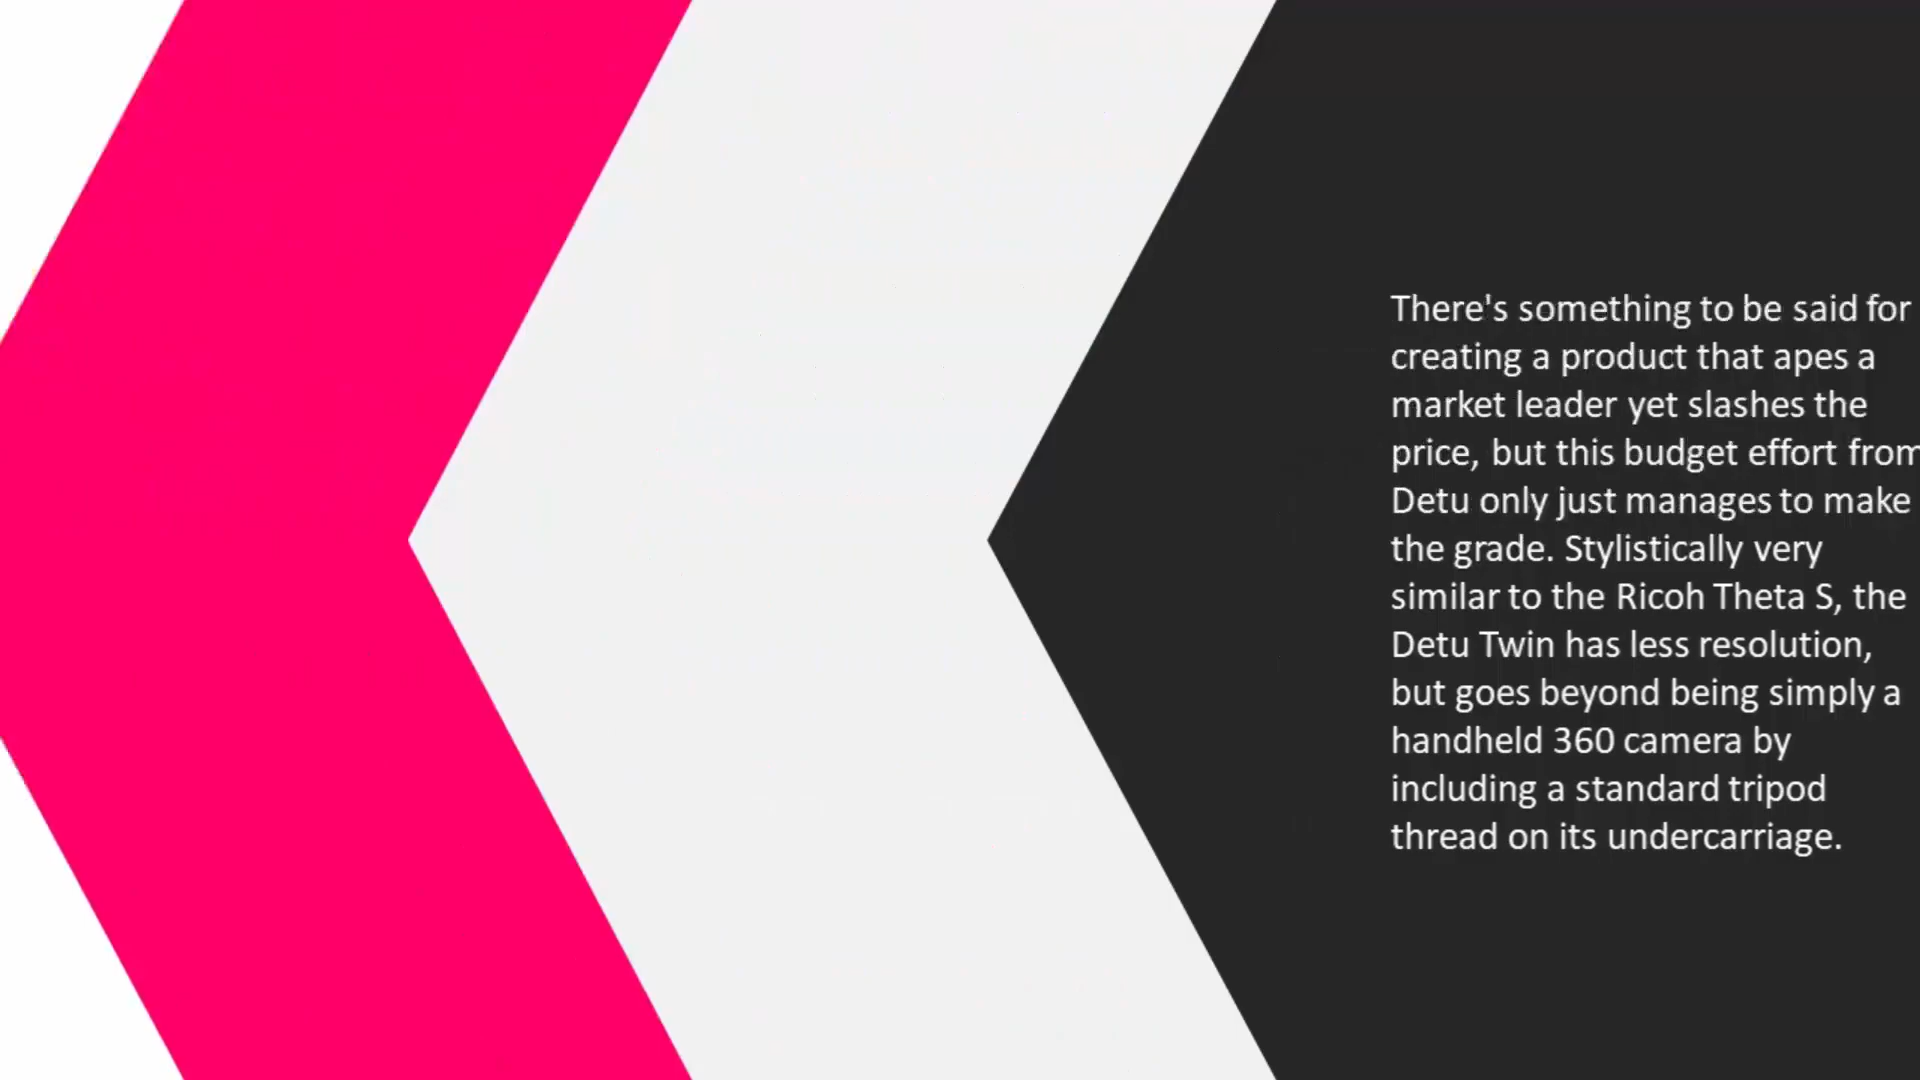 There's something to be said for
creating a product that apes a
market leader yet slashes the
price, but this budget effort from
Detu only just manages to make
the grade. Stylistically very
similar to the Ricoh Theta S, the
Detu Twin has less resolution,
but goes beyond being simply a
handheld 360 camera by
including a standard tripod
thread on its undercarriage.